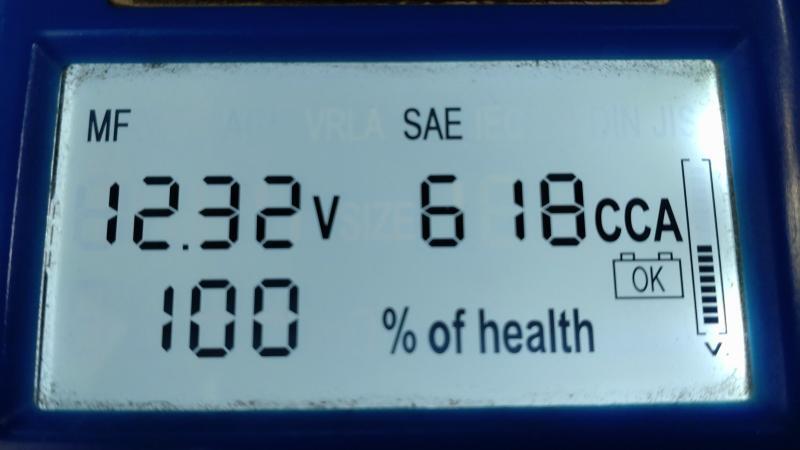 MF SAE
12.32 V 618 CCA
OK
100 % of health